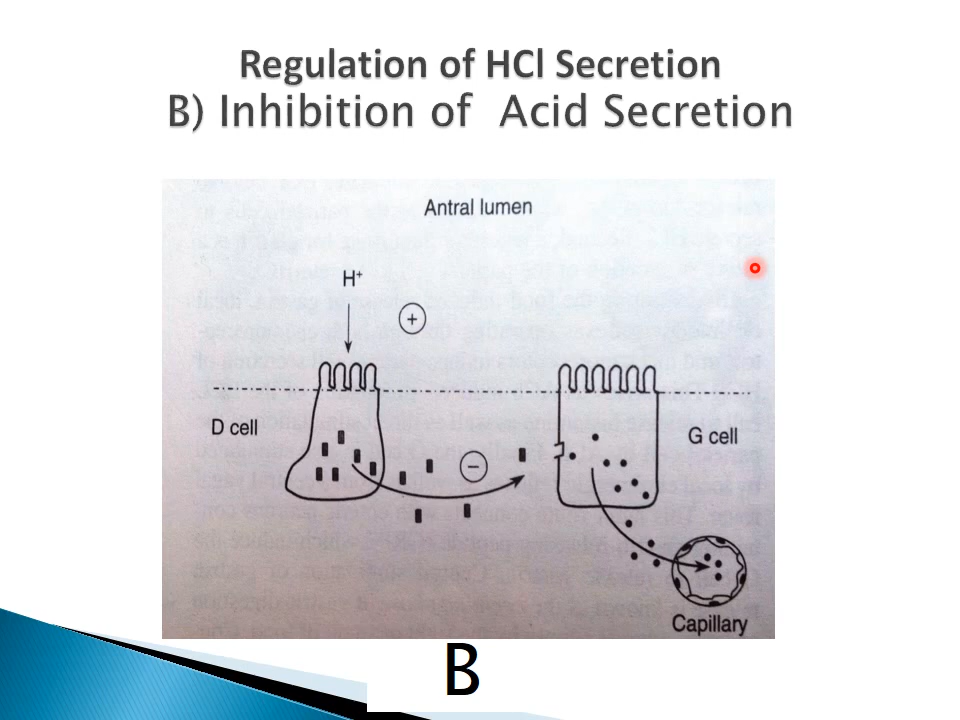 Regulation of HCl Secretion
B) Inhibition of  Acid Secretion
Antral lumen
H+
+
D cell
G cell
−
Capillary
B